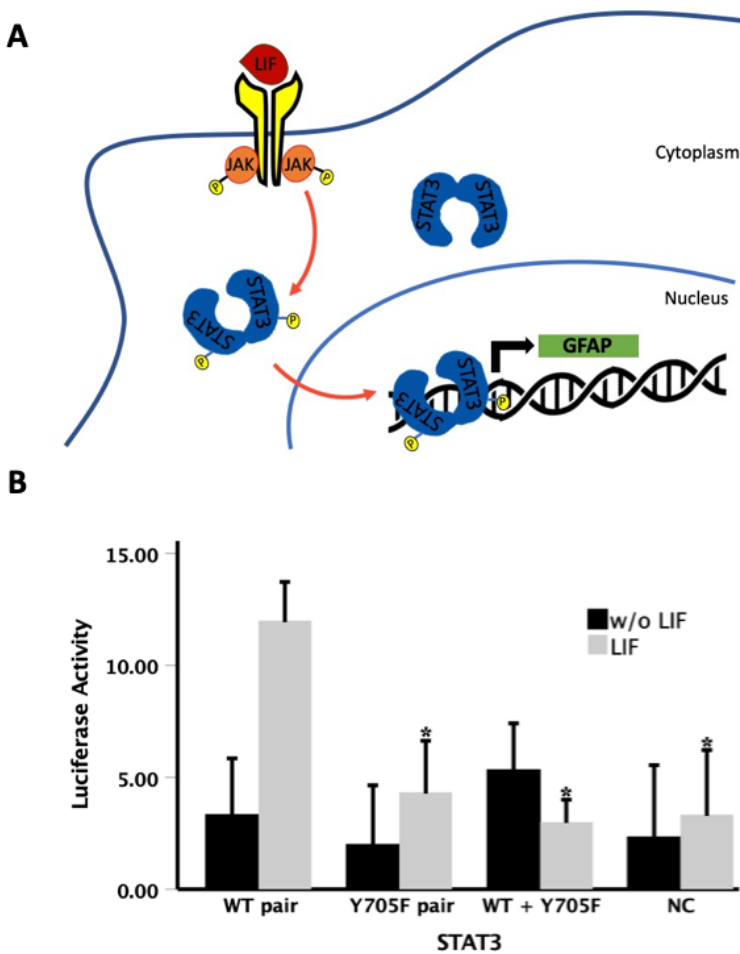 A
LIF
JAK
JAK
P
P
Cytoplasm
STAT3
STAT3
STAT3
STAT3
P
P
Nucleus
GFAP
STAT3
STAT3
P
P
B
15.00
10.00
5.00
0.00
Luciferase Activity
w/o LIF
LIF
*
*
*
WT pair
Y705F pair
WT + Y705F
NC
STAT3